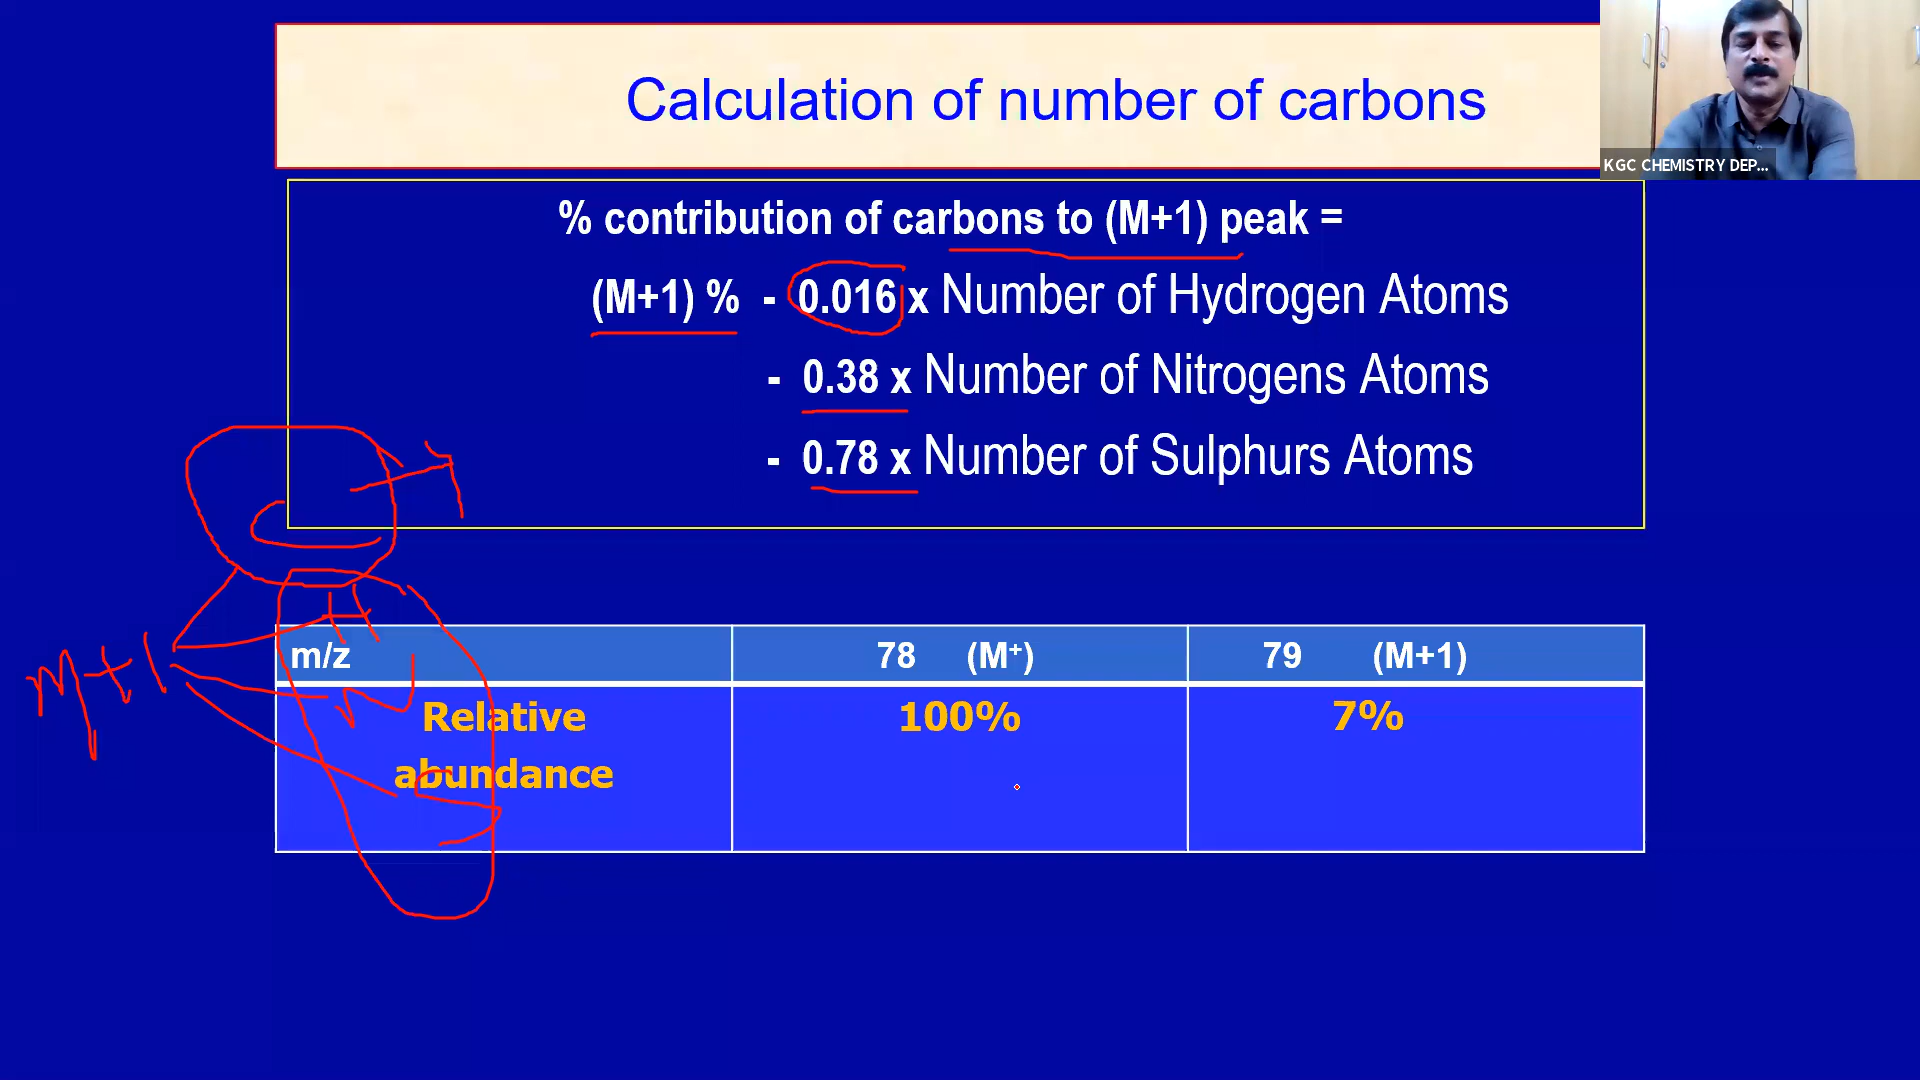 Calculation of number of carbons
KGC CHEMISTRY DEP...
% contribution of carbons to (M+1) peak =
(M+1) % - 0.016 x Number of Hydrogen Atoms
- 0.38 x Number of Nitrogens Atoms
- 0.78 x Number of Sulphurs Atoms
C
H
M+1
N
S
m/z 78 (M⁺) 79 (M+1)
Relative abundance 100% 7%